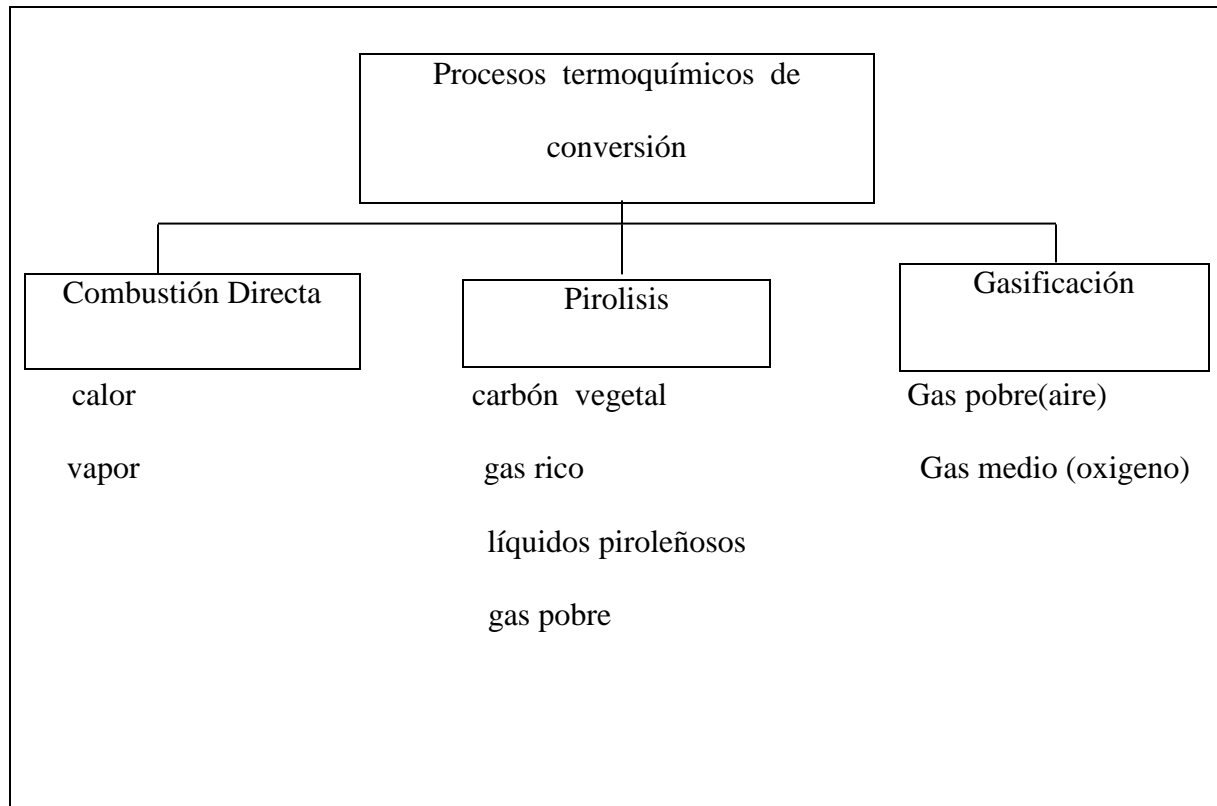 Procesos termoquímicos de
conversión
Combustión Directa
calor
vapor
Pirolisis
carbón vegetal
gas rico
líquidos piroleñosos
gas pobre
Gasificación
Gas pobre(aire)
Gas medio (oxigeno)